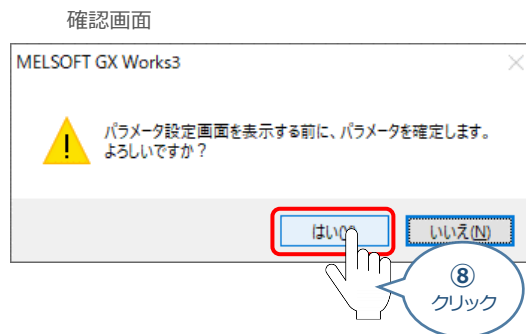 確認画面
MELSOFT GX Works3
パラメータ設定画面を表示する前に、パラメータを確定します。
よろしいですか？
はい
いいえ(N)
⑧
クリック